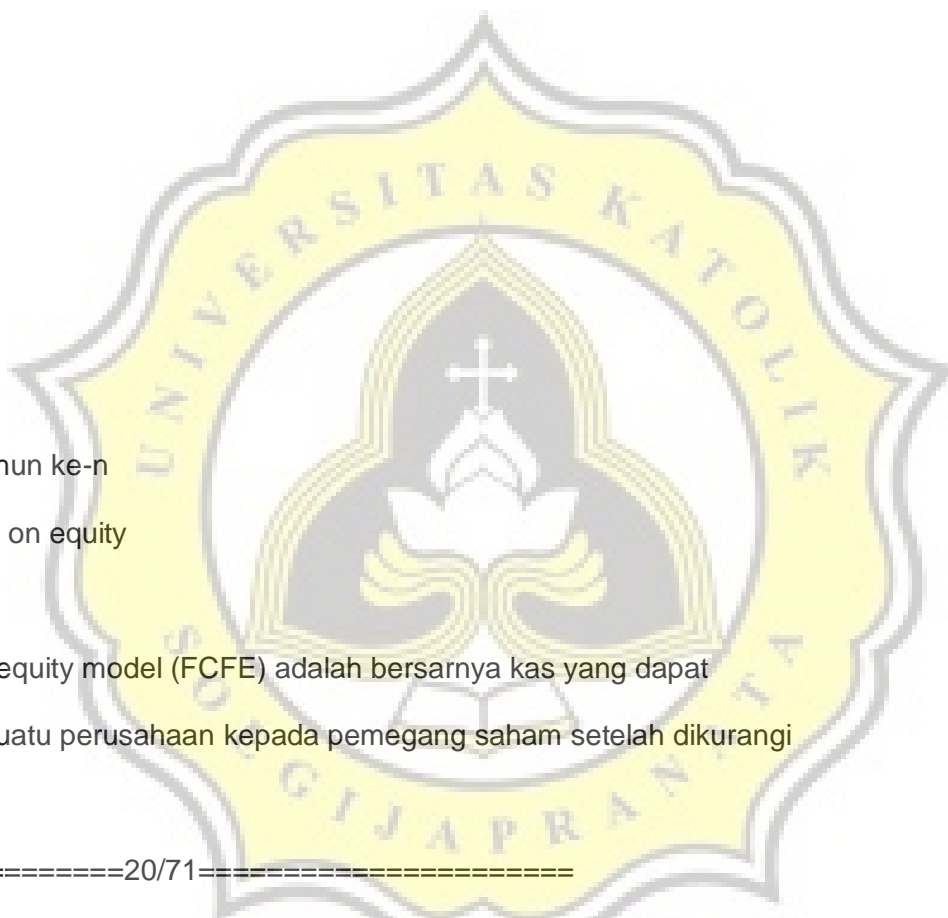 UNIVERSITAS KATOLIK
hun ke-n
on equity
equity model (FCFE) adalah bersarnya kas yang dapat
uatu perusahaan kepada pemegang saham setelah dikurangi
SOEGIJAPRANATA
========20/71======================